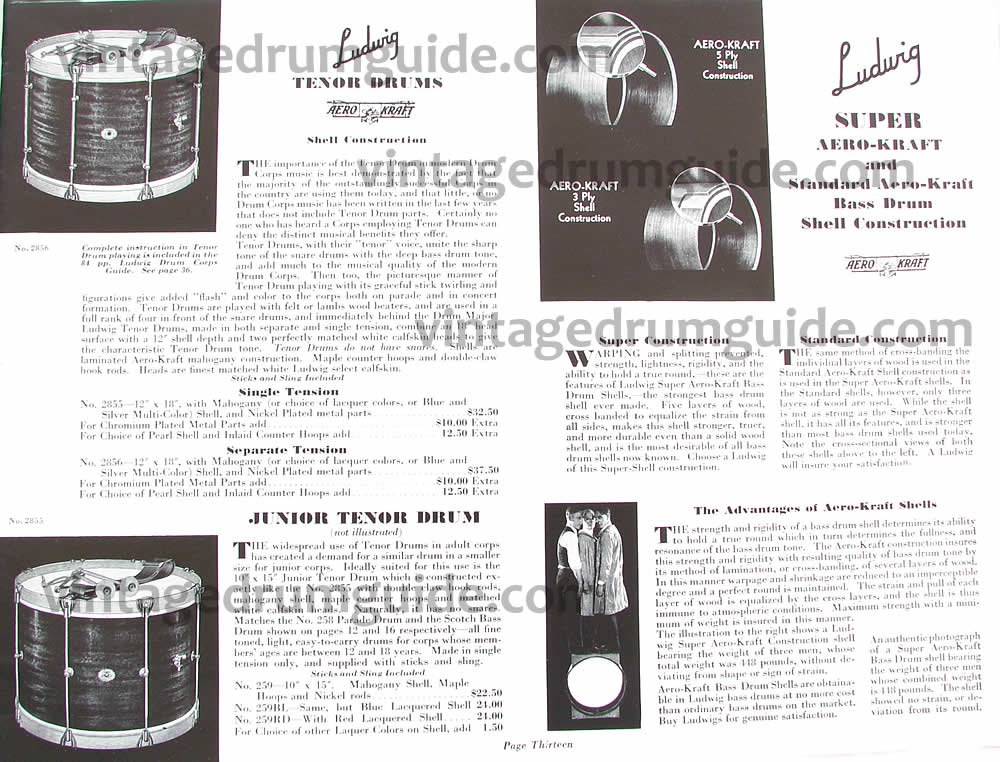 Ludwig
TENOR DRUMS
AERO KRAFT
Shell Construction
THE importance of the Tenor Drum in modern Drum
Corps music is best demonstrated by the fact that
the majority of the outstanding successful corps of
the country are using them today, and that little, or no
Drum Corps music has been written in the last few years
that does not include Tenor Drum parts. Certainly no
one who has heard a Corps employing Tenor Drums can
deny the distinct musical benefits they offer.
Tenor Drums, with their "tenor" voice, unite the sharp
tone of the snare drums with the deep bass drum tone,
and add much to the musical quality of the modern
Drum Corps. Then too, the picturesque manner of
Tenor Drum playing with its graceful stick twirling and
figurations give added "flash" and color to the corps both on parade and in concert
formation. Tenor Drums are played with felt or lambs wool beaters, and are used in a
full rank of four in front of the snare drums, and immediately behind the Drum Major.
Ludwig Tenor Drums, made in both separate and single tension, combine 18" head
surface with a 12" shell depth and two perfectly matched white calfskin heads to give
the characteristic Tenor Drum tone. Tenor Drums do not have snares. Shells are
laminated Aero-Kraft mahogany construction. Maple counter hoops and double-claw
hook rods. Heads are finest matched white Ludwig select calfskin.
Sticks and Sling Included
No. 2856
Complete instruction in Tenor
Drum playing is included in the
84 pp. Ludwig Drum Corps
Guide. See page 36.
Single Tension
No. 2855—12" x 18", with Mahogany (or choice of lacquer colors, or Blue and
Silver Multi-Color) Shell, and Nickel Plated metal parts $32.50
For Chromium Plated Metal Parts add $10.00 Extra
For Choice of Pearl Shell and Inlaid Counter Hoops add 12.50 Extra
Separate Tension
No. 2856—12" x 18", with Mahogany (or choice of lacquer colors, or Blue and
Silver Multi-Color) Shell, and Nickel Plated metal parts $37.50
For Chromium Plated Metal Parts add $10.00 Extra
For Choice of Pearl Shell and Inlaid Counter Hoops add 12.50 Extra
No. 2855
JUNIOR TENOR DRUM
(not illustrated)
THE widespread use of Tenor Drums in adult corps
has created a demand for a similar drum in a smaller
size for junior corps. Ideally suited for this use is the
x 15" Junior Tenor Drum which is constructed ex-
actly like No. 2855 with double-claw hook rods,
mahogany shell, maple counter hoops and matched
white calfskin heads. Naturally, it has no snares.
Matches the No. 258 Parade Drum and the Scotch Bass
Drum shown on pages 12 and 16 respectively—all fine
toned, light, easy-to-carry drums for corps whose mem-
bers' ages are between 12 and 18 years. Made in single
tension only, and supplied with sticks and sling.
Sticks and Sling Included
No. 259—10" x 15". Mahogany Shell, Maple
Hoops and Nickel rods $22.50
No. 259BL—Same, but Blue Lacquered Shell 24.00
No. 259RD—With Red Lacquered Shell 24.00
For Choice of other Laquer Colors on Shell, add 1.50
AERO-KRAFT
5 Ply
Shell
Construction
AERO-KRAFT
3 Ply
Shell
Construction
Ludwig
SUPER
AERO-KRAFT
and
Standard Aero-Kraft
Bass Drum
Shell Construction
AERO KRAFT
Super Construction
WARPING and splitting prevented,
strength, lightness, rigidity, and the
ability to hold a true round,—these are the
features of Ludwig Super Aero-Kraft Bass
Drum Shells,—the strongest bass drum
shell ever made. Five layers of wood,
cross banded to equalize the strain from
all sides, makes this shell stronger, truer,
and more durable even than a solid wood
shell, and is the most desirable of all bass
drum shells now known. Choose a Ludwig
of this Super-Shell construction.
Standard Construction
THE same method of cross-banding the
individual layers of wood is used in the
Standard Aero-Kraft Shell construction as
is used in the Super Aero-Kraft shells. In
the Standard shells, however, only three
layers of wood are used. While the shell
is not as strong as the Super Aero-Kraft
shell, it has all its features, and is stronger
than most bass drum shells used today.
Note the cross-sectional views of both
these shells above to the left. A Ludwig
will insure your satisfaction.
The Advantages of Aero-Kraft Shells
THE strength and rigidity of a bass drum shell determines its ability
to hold a true round which in turn determines the fullness, and
resonance of the bass drum tone. The Aero-Kraft construction insures
this strength and rigidity with resulting quality of bass drum tone by
its method of lamination, or cross-banding, of several layers of wood.
In this manner warpage and shrinkage are reduced to an imperceptible
degree and a perfect round is maintained. The strain and pull of each
layer of wood is equalized by the cross layers, and the shell is thus
immune to atmospheric conditions. Maximum strength with a mini-
mum of weight is insured in this manner.
The illustration to the right shows a Lud-
wig Super Aero-Kraft Construction shell
bearing the weight of three men, whose
total weight was 448 pounds, without de-
viating from shape or sign of strain.
Aero-Kraft Bass Drum Shells are obtaina-
ble in Ludwig bass drums at no more cost
than ordinary bass drums on the market.
Buy Ludwigs for genuine satisfaction.
An authentic photograph
of a Super Aero-Kraft
Bass Drum shell bearing
the weight of three men
whose combined weight
is 448 pounds. The shell
showed no strain, or de-
viation from its round.
Page Thirteen
vintagedrumguide.com
vintagedrumguide.com
vintagedrumguide.com
vintagedrumguide.com